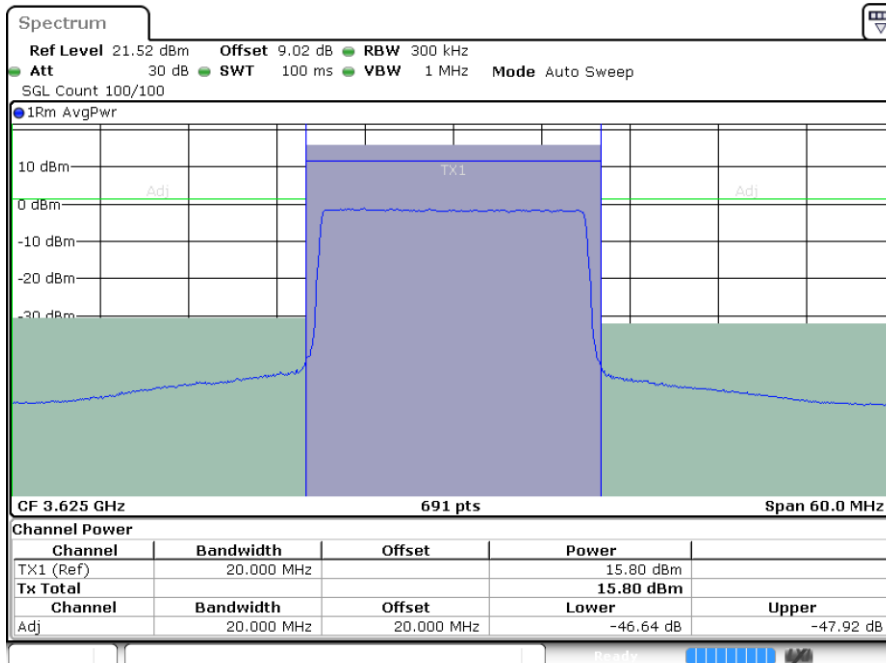 Spectrum
Ref Level 21.52 dBm Offset 9.02 dB RBW 300 kHz
Att 30 dB SWT 100 ms VBW 1 MHz Mode Auto Sweep
SGL Count 100/100
1Rm AvgPwr
10 dBm
TX1
Adj Adj
0 dBm
-10 dBm
-20 dBm
-30 dBm
CF 3.625 GHz 691 pts Span 60.0 MHz
Channel Power
Channel Bandwidth Offset Power
TX1 (Ref) 20.000 MHz 15.80 dBm
Tx Total 15.80 dBm
Channel Bandwidth Offset Lower Upper
Adj 20.000 MHz 20.000 MHz -46.64 dB -47.92 dB
Ready